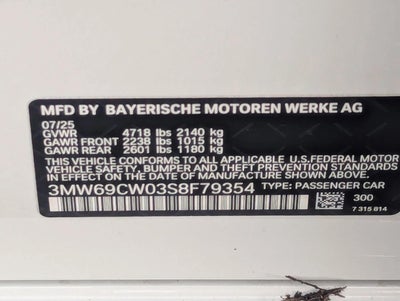 MFD BY BAYERISCHE MOTOREN WERKE AG
07/25
GVWR 4718 lbs 2140 kg
GAWR FRONT 2238 lbs 1015 kg
GAWR REAR 2601 lbs 1180 kg
THIS VEHICLE CONFORMS TO ALL APPLICABLE U.S.FEDERAL MOTOR
VEHICLE SAFETY, BUMPER, AND THEFT PREVENTION STANDARDS
IN EFFECT ON THE DATE OF MANUFACTURE SHOWN ABOVE.
3MW69CW03S8F79354 TYPE: PASSENGER CAR
300
7 315 814